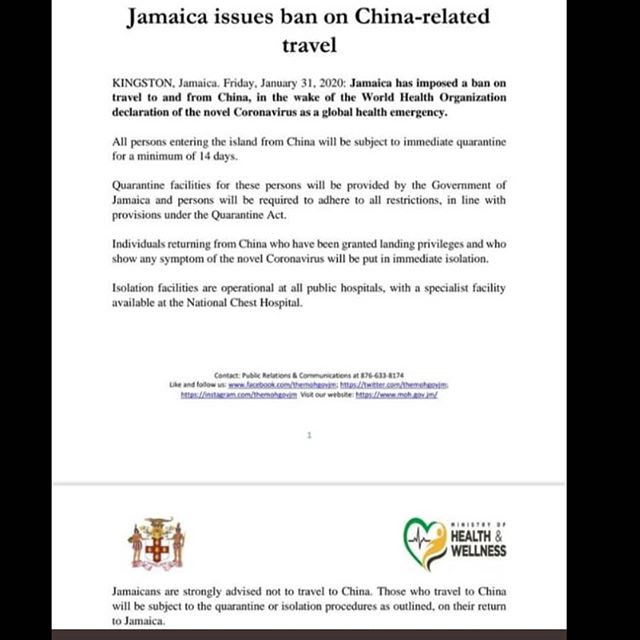 Jamaica issues ban on China-related
travel
KINGSTON, Jamaica. Friday, January 31, 2020: Jamaica has imposed a ban on
travel to and from China, in the wake of the World Health Organization
declaration of the novel Coronavirus as a global health emergency.
All persons entering the island from China will be subject to immediate quarantine
for a minimum of 14 days.
Quarantine facilities for these persons will be provided by the Government of
Jamaica and persons will be required to adhere to all restrictions, in line with
provisions under the Quarantine Act.
Individuals returning from China who have been granted landing privileges and who
show any symptom of the novel Coronavirus will be put in immediate isolation.
Isolation facilities are operational at all public hospitals, with a specialist facility
available at the National Chest Hospital.
Contact: Public Relations & Communications at 876-633-8174
Like and follow us: www.facebook.com/themohgovjm; https://twitter.com/themohgovjm;
https://instagram.com/themohgovjm Visit our website: https://www.moh.gov.jm/
1
MINISTRY OF
HEALTH &
WELLNESS
Jamaicans are strongly advised not to travel to China. Those who travel to China
will be subject to the quarantine or isolation procedures as outlined, on their return
to Jamaica.